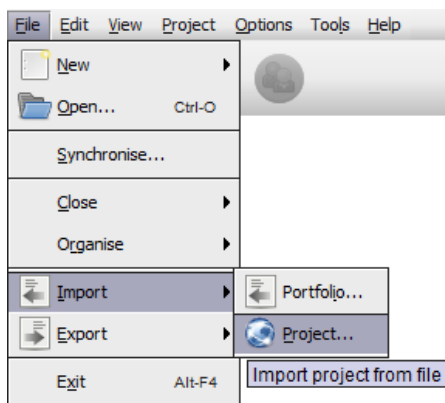 File Edit View Project Options Tools Help
New
Open... Ctrl-O
Synchronise...
Close
Organise
Import
Portfolio...
Export
Project...
Exit Alt-F4
Import project from file